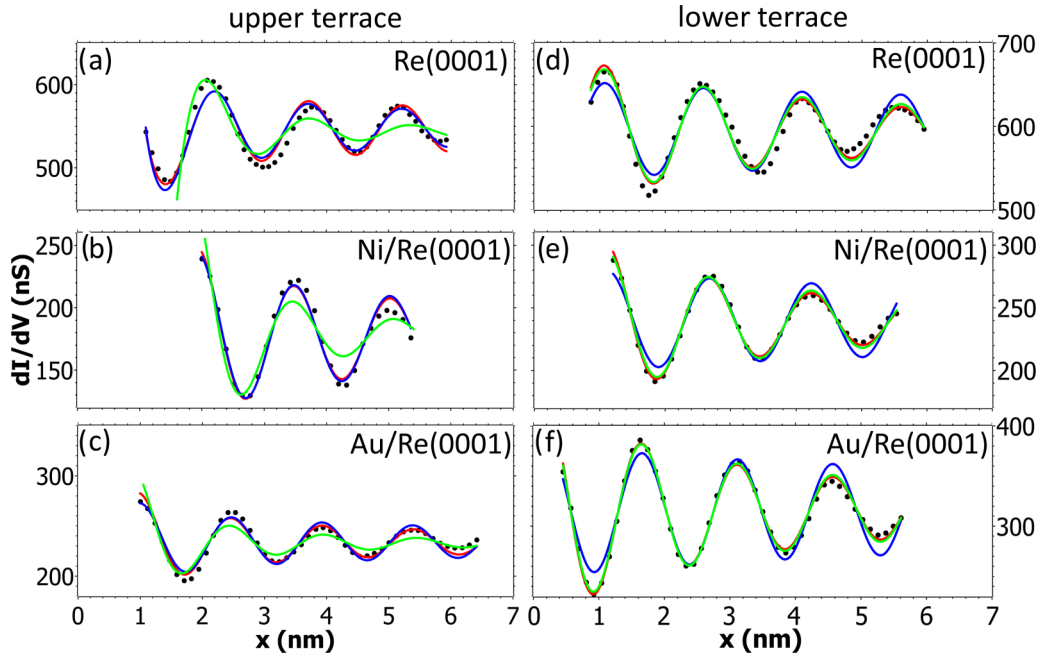 upper terrace lower terrace
(a) Re(0001)
600
500
(d) Re(0001)
700
600
500
dI/dV (nS)
(b) Ni/Re(0001)
250
200
150
(e) Ni/Re(0001)
300
250
200
(c) Au/Re(0001)
300
200
(f) Au/Re(0001)
400
300
0 1 2 3 4 5 6 7
x (nm)
0 1 2 3 4 5 6 7
x (nm)